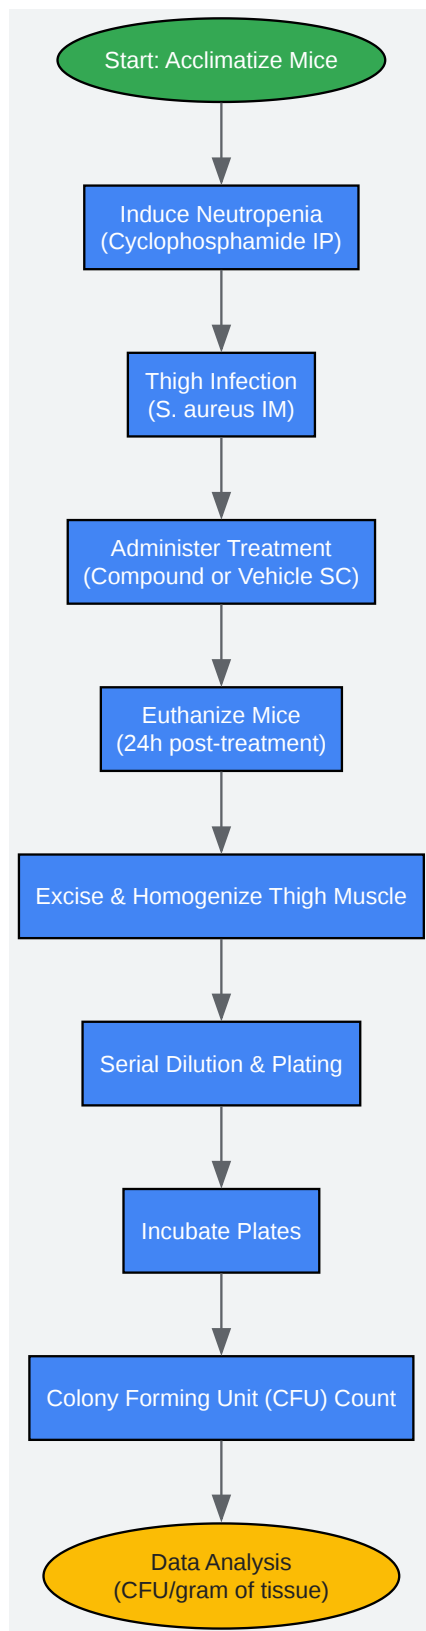 Start: Acclimatize Mice
Induce Neutropenia
(Cyclophosphamide IP)
Thigh Infection
(S. aureus IM)
Administer Treatment
(Compound or Vehicle SC)
Euthanize Mice
(24h post-treatment)
Excise & Homogenize Thigh Muscle
Serial Dilution & Plating
Incubate Plates
Colony Forming Unit (CFU) Count
Data Analysis
(CFU/gram of tissue)